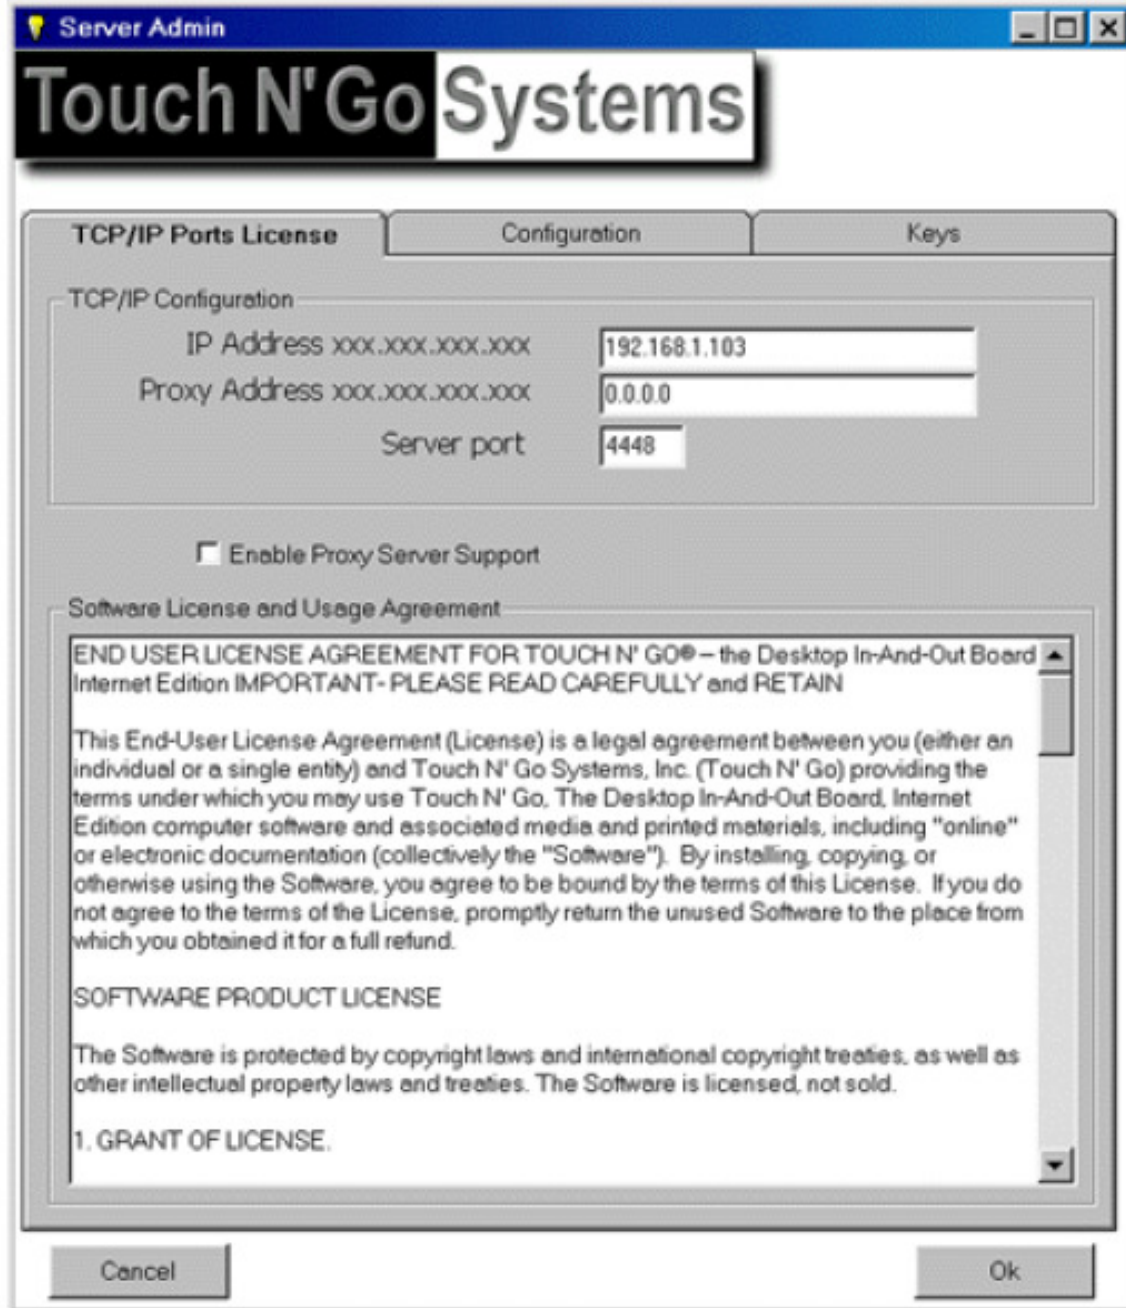 Server Admin
Touch N' Go Systems
TCP/IP Ports License
Configuration
Keys
TCP/IP Configuration
IP Address xxx.xxx.xxx.xxx
192.168.1.103
Proxy Address xxx.xxx.xxx.xxx
0.0.0.0
Server port
4448
Enable Proxy Server Support
Software License and Usage Agreement
END USER LICENSE AGREEMENT FOR TOUCH N' GO® – the Desktop In-And-Out Board
Internet Edition IMPORTANT- PLEASE READ CAREFULLY and RETAIN
This End-User License Agreement (License) is a legal agreement between you (either an
individual or a single entity) and Touch N' Go Systems, Inc. (Touch N' Go) providing the
terms under which you may use Touch N' Go, The Desktop In-And-Out Board, Internet
Edition computer software and associated media and printed materials, including "online"
or electronic documentation (collectively the "Software"). By installing, copying, or
otherwise using the Software, you agree to be bound by the terms of this License. If you do
not agree to the terms of the License, promptly return the unused Software to the place from
which you obtained it for a full refund.
SOFTWARE PRODUCT LICENSE
The Software is protected by copyright laws and international copyright treaties, as well as
other intellectual property laws and treaties. The Software is licensed, not sold.
1. GRANT OF LICENSE.
Cancel
Ok